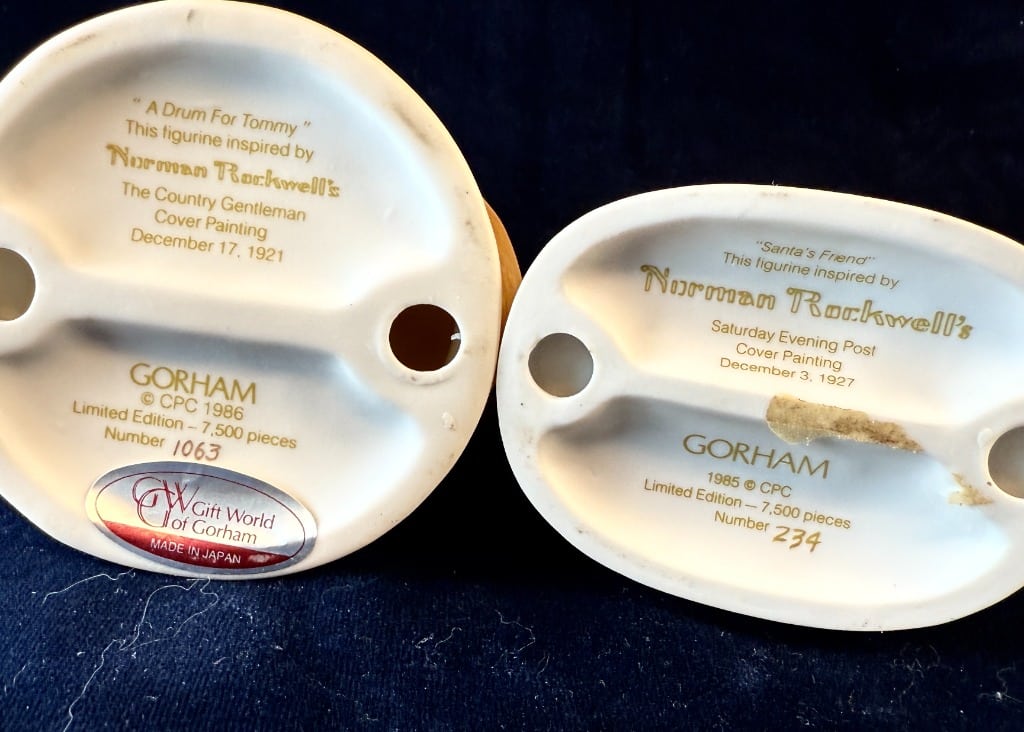 " A Drum For Tommy "
This figurine inspired by
Norman Rockwell's
The Country Gentleman
Cover Painting
December 17, 1921
GORHAM
© CPC 1986
Limited Edition – 7,500 pieces
Number 1063
GWG
Gift World
of Gorham
MADE IN JAPAN
"Santa's Friend"
This figurine inspired by
Norman Rockwell's
Saturday Evening Post
Cover Painting
December 3, 1927
GORHAM
1985 © CPC
Limited Edition – 7,500 pieces
Number 234